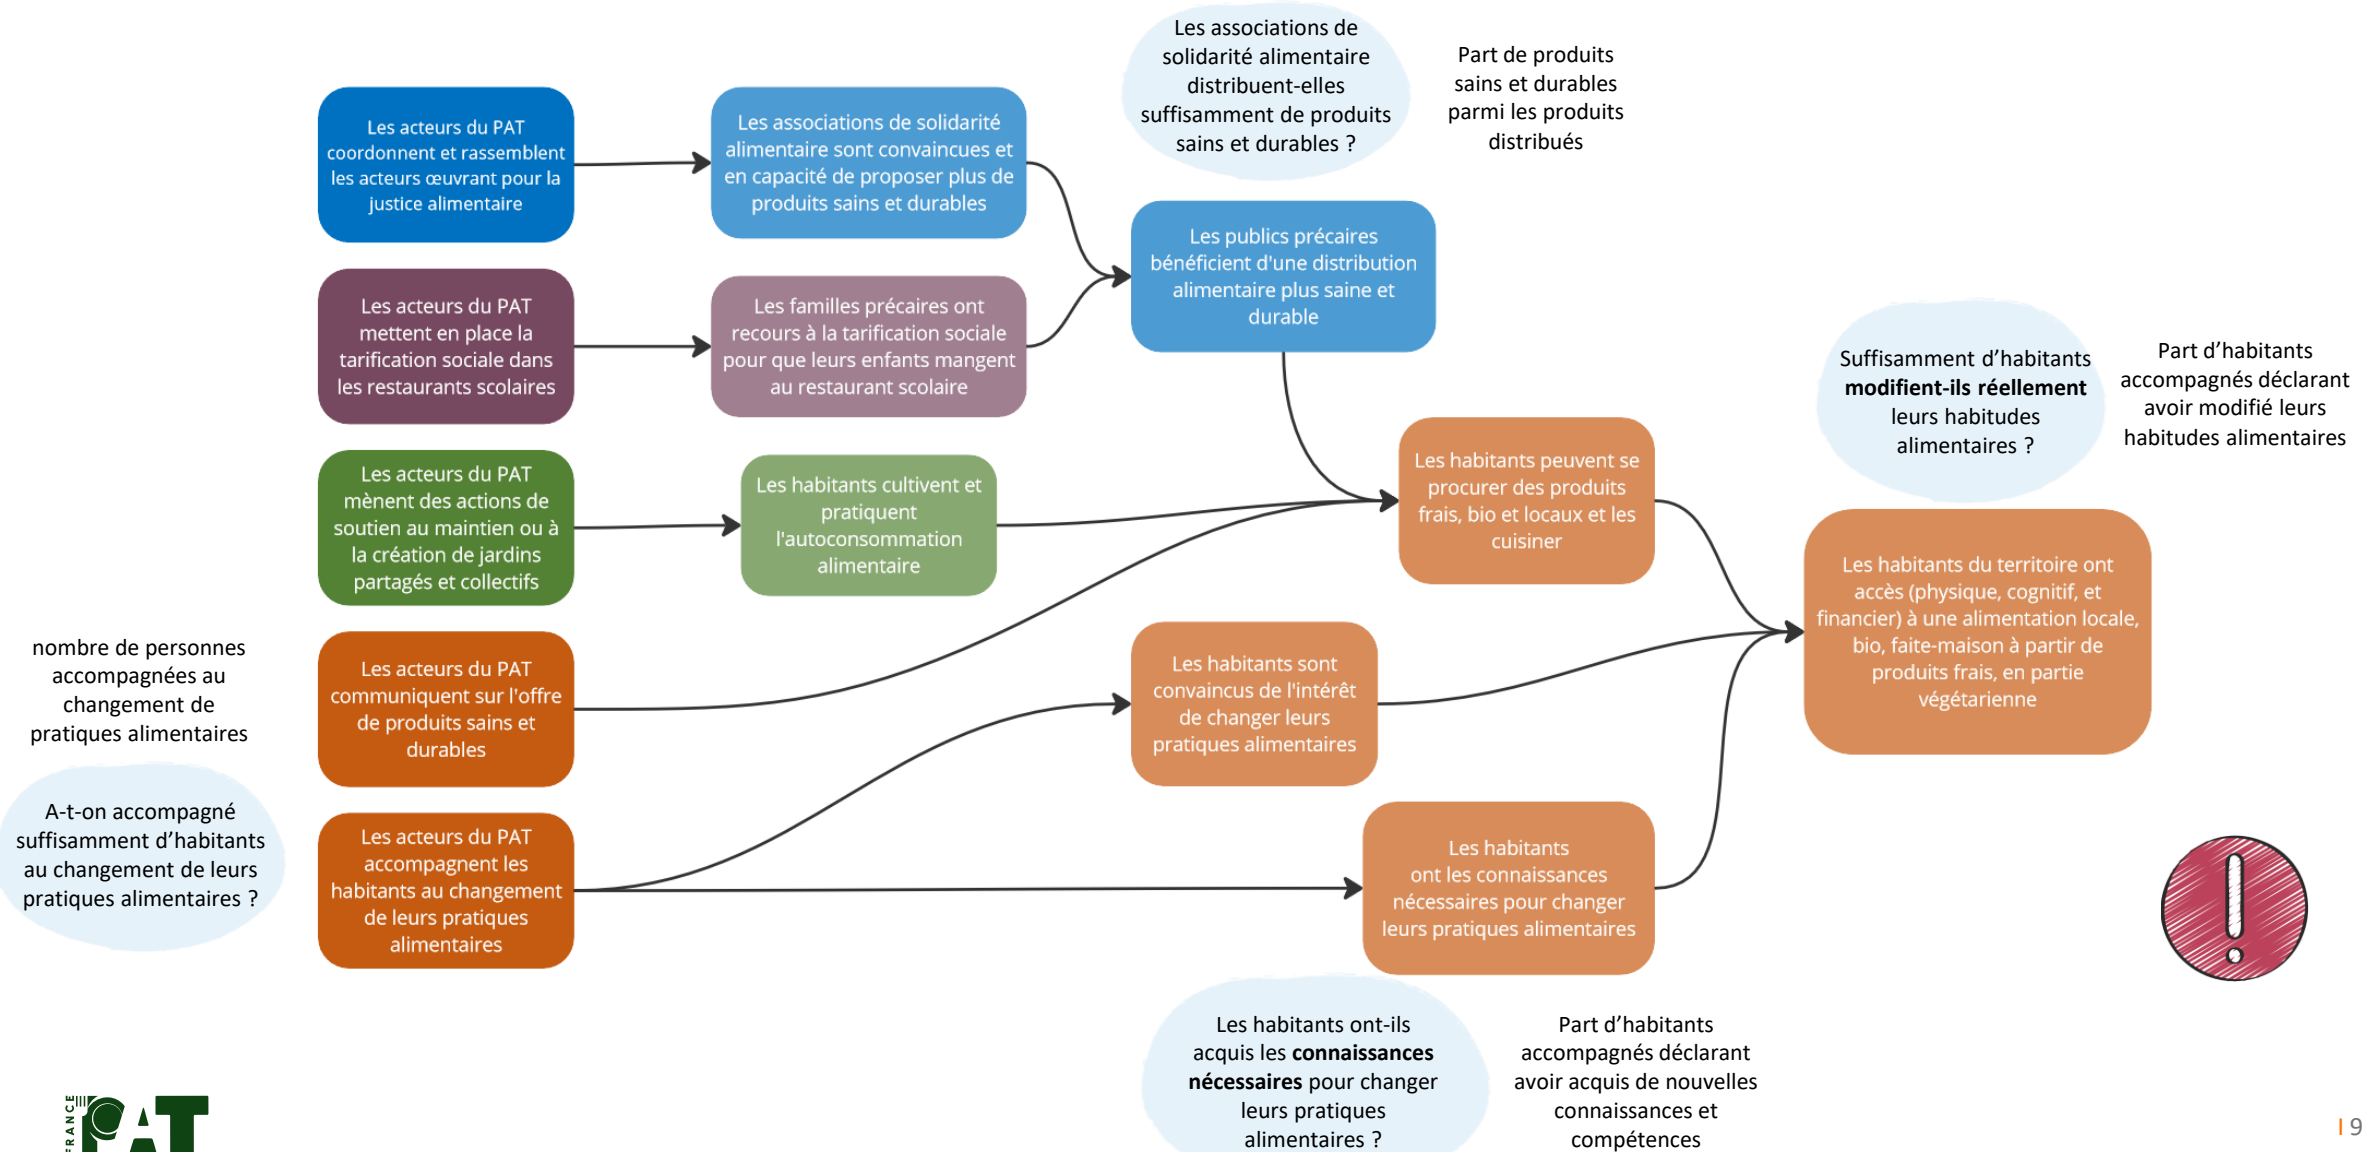 Les associations de
solidarité alimentaire
distribuent-elles
suffisamment de produits
sains et durables ?
Part de produits
sains et durables
parmi les produits
distribués
Les acteurs du PAT
coordonnent et rassemblent
les acteurs œuvrant pour la
justice alimentaire
Les associations de solidarité
alimentaire sont convaincues et
en capacité de proposer plus de
produits sains et durables
Les publics précaires
bénéficient d'une distribution
alimentaire plus saine et
durable
Les acteurs du PAT
mettent en place la
tarification sociale dans
les restaurants scolaires
Les familles précaires ont
recours à la tarification sociale
pour que leurs enfants mangent
au restaurant scolaire
Suffisamment d’habitants
modifient-ils réellement
leurs habitudes
alimentaires ?
Part d’habitants
accompagnés déclarant
avoir modifié leurs
habitudes alimentaires
Les acteurs du PAT
mènent des actions de
soutien au maintien ou à
la création de jardins
partagés et collectifs
Les habitants cultivent et
pratiquent
l'autoconsommation
alimentaire
Les habitants peuvent se
procurer des produits
frais, bio et locaux et les
cuisiner
Les habitants du territoire ont
accès (physique, cognitif, et
financier) à une alimentation locale,
bio, faite-maison à partir de
produits frais, en partie
végétarienne
nombre de personnes
accompagnées au
changement de
pratiques alimentaires
Les acteurs du PAT
communiquent sur l'offre
de produits sains et
durables
Les habitants sont
convaincus de l'intérêt
de changer leurs
pratiques alimentaires
A-t-on accompagné
suffisamment d’habitants
au changement de leurs
pratiques alimentaires ?
Les acteurs du PAT
accompagnent les
habitants au changement
de leurs pratiques
alimentaires
Les habitants
ont les connaissances
nécessaires pour changer
leurs pratiques alimentaires
Les habitants ont-ils
acquis les connaissances
nécessaires pour changer
leurs pratiques
alimentaires ?
Part d’habitants
accompagnés déclarant
avoir acquis de nouvelles
connaissances et
compétences
FRANCE
PAT
I 9